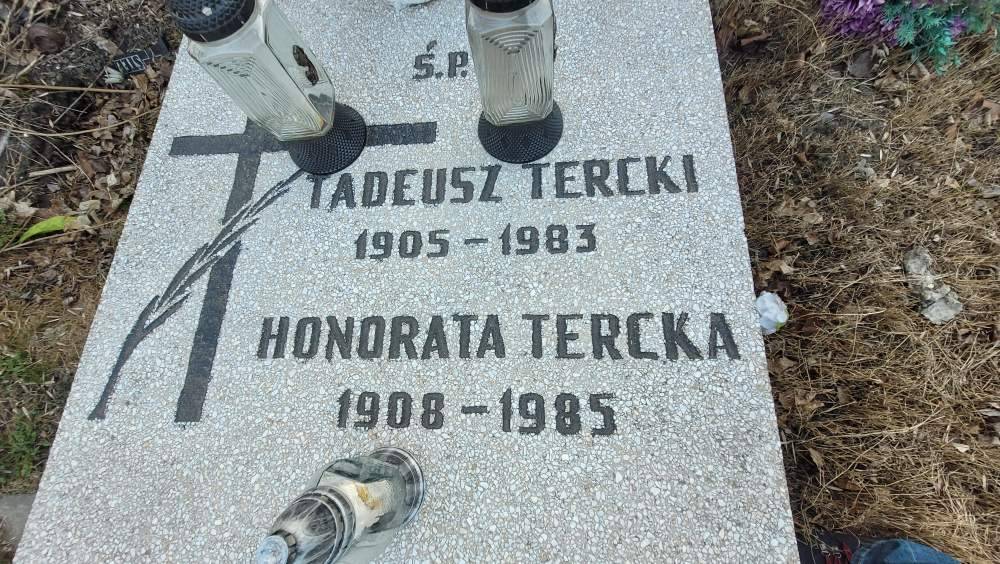 Ś.P.
TADEUSZ TERCKI
1905 – 1983
HONORATA TERCKA
1908 – 1985